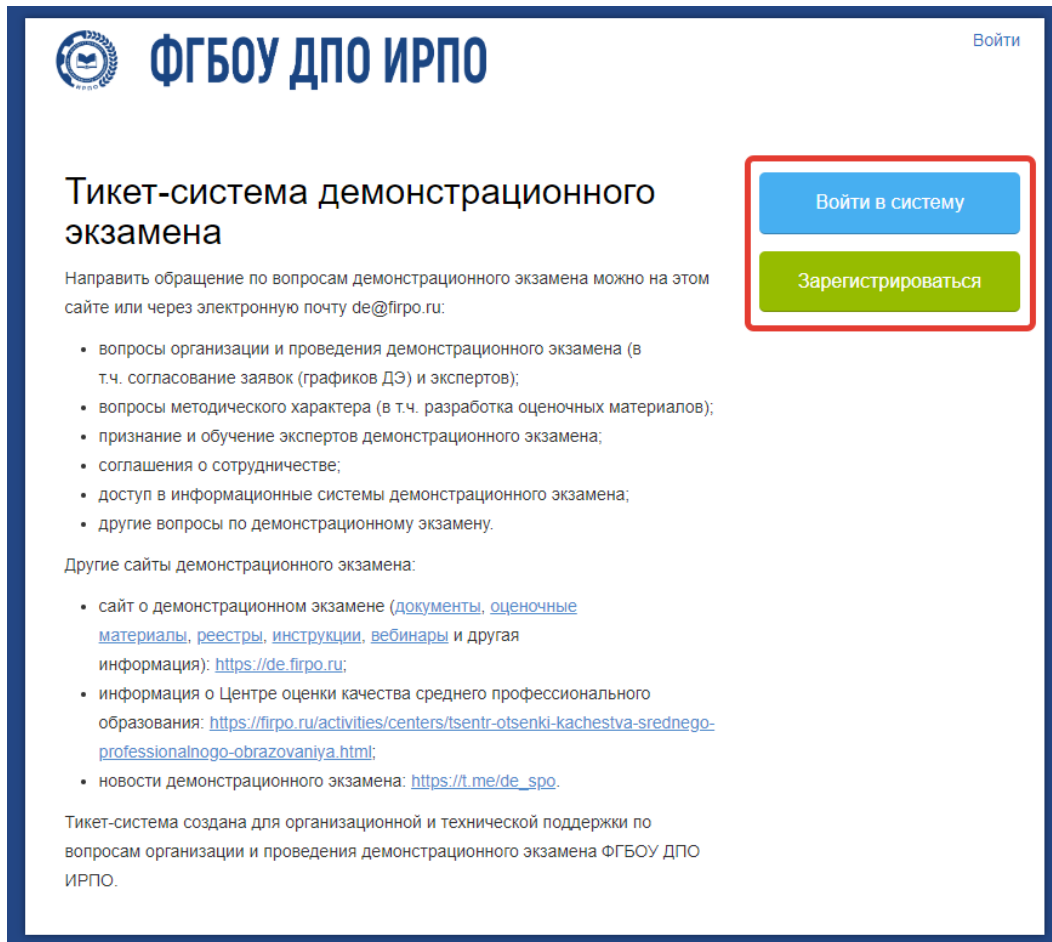 ИРПО
ФГБОУ ДПО ИРПО
Войти
Тикет-система демонстрационного
экзамена
Войти в систему
Зарегистрироваться
Направить обращение по вопросам демонстрационного экзамена можно на этом
сайте или через электронную почту de@firpo.ru:
• вопросы организации и проведения демонстрационного экзамена (в
т.ч. согласование заявок (графиков ДЭ) и экспертов);
• вопросы методического характера (в т.ч. разработка оценочных материалов);
• признание и обучение экспертов демонстрационного экзамена;
• соглашения о сотрудничестве;
• доступ в информационные системы демонстрационного экзамена;
• другие вопросы по демонстрационному экзамену.
Другие сайты демонстрационного экзамена:
• сайт о демонстрационном экзамене (документы, оценочные
материалы, реестры, инструкции, вебинары и другая
информация): https://de.firpo.ru;
• информация о Центре оценки качества среднего профессионального
образования: https://firpo.ru/activities/centers/tsentr-otsenki-kachestva-srednego-
professionalnogo-obrazovaniya.html;
• новости демонстрационного экзамена: https://t.me/de_spo.
Тикет-система создана для организационной и технической поддержки по
вопросам организации и проведения демонстрационного экзамена ФГБОУ ДПО
ИРПО.